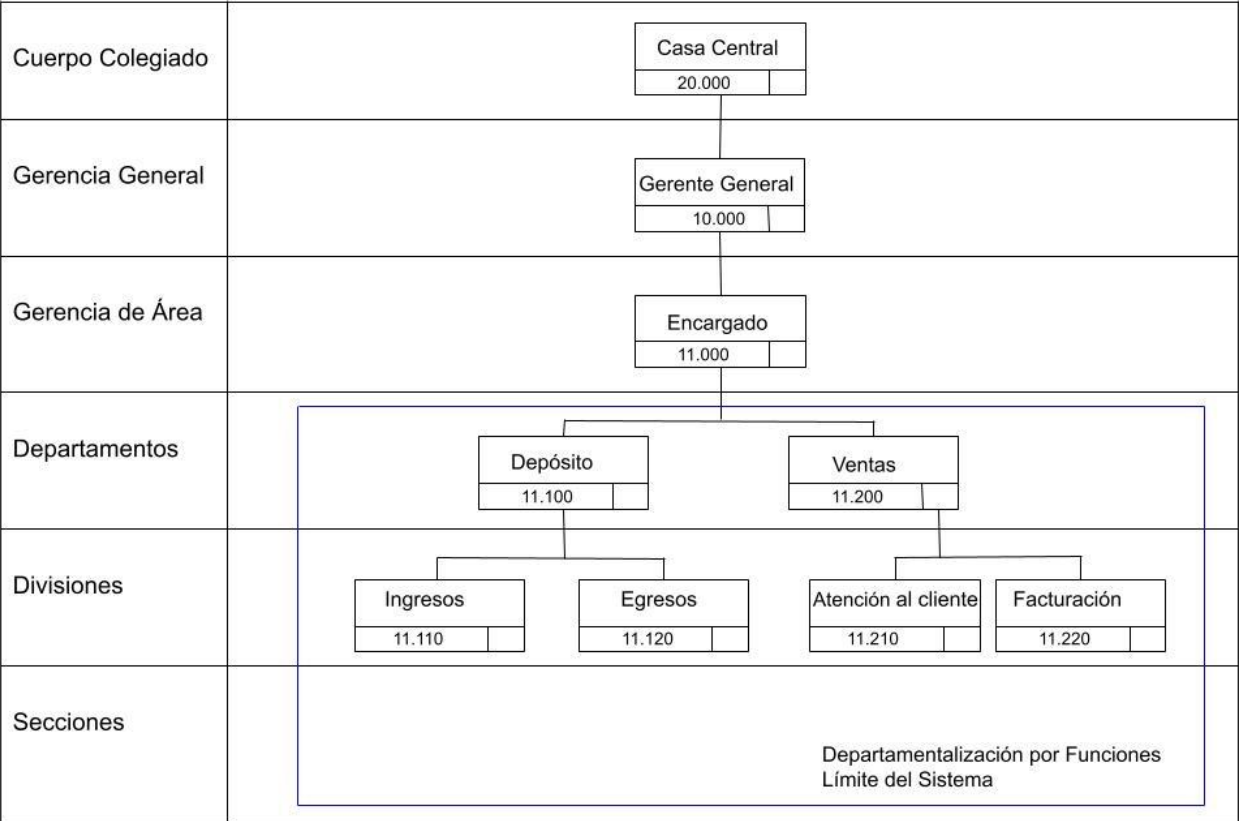 Cuerpo Colegiado
Casa Central
20.000
Gerencia General
Gerente General
10.000
Gerencia de Área
Encargado
11.000
Departamentos
Depósito
11.100
Ventas
11.200
Divisiones
Ingresos
11.110
Egresos
11.120
Atención al cliente
11.210
Facturación
11.220
Secciones
Departamentalización por Funciones
Límite del Sistema